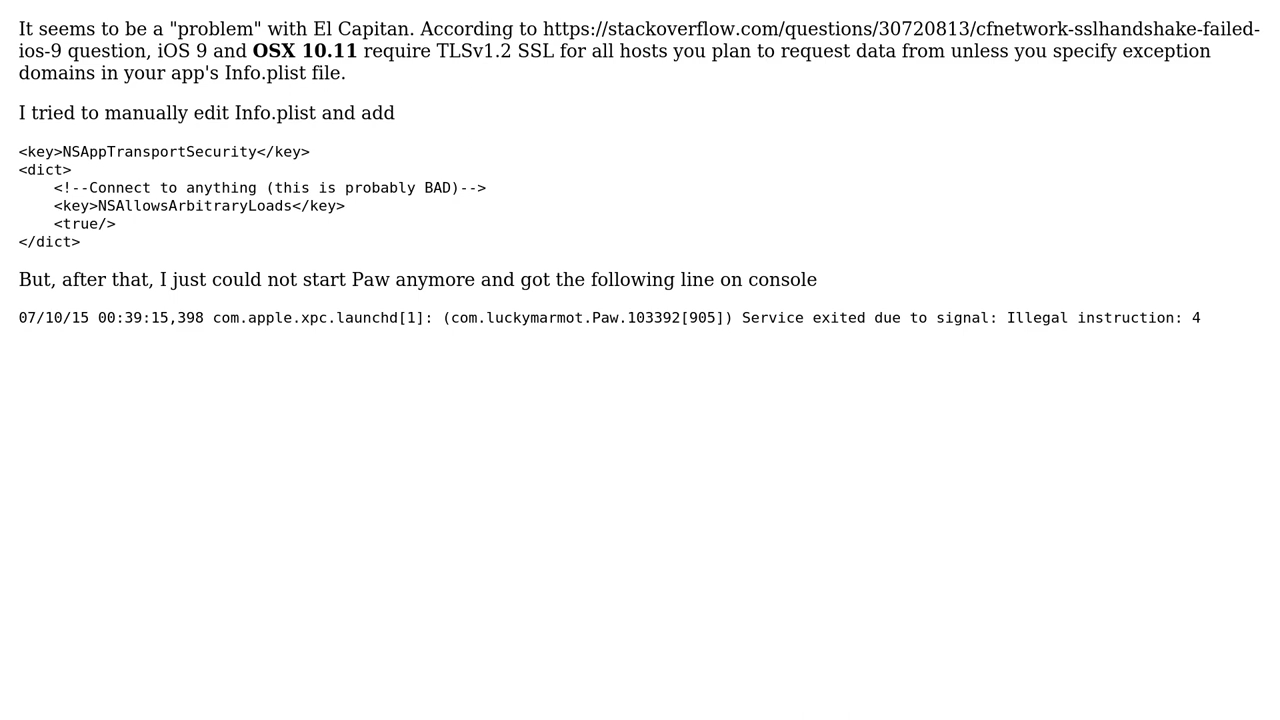 It seems to be a "problem" with El Capitan. According to https://stackoverflow.com/questions/30720813/cfnetwork-sslhandshake-failed-
ios-9 question, iOS 9 and OSX 10.11 require TLSv1.2 SSL for all hosts you plan to request data from unless you specify exception
domains in your app's Info.plist file.
I tried to manually edit Info.plist and add
<key>NSAppTransportSecurity</key>
<dict>
    <!--Connect to anything (this is probably BAD)-->
    <key>NSAllowsArbitraryLoads</key>
    <true/>
</dict>
But, after that, I just could not start Paw anymore and got the following line on console
07/10/15 00:39:15,398 com.apple.xpc.launchd[1]: (com.luckymarmot.Paw.103392[905]) Service exited due to signal: Illegal instruction: 4